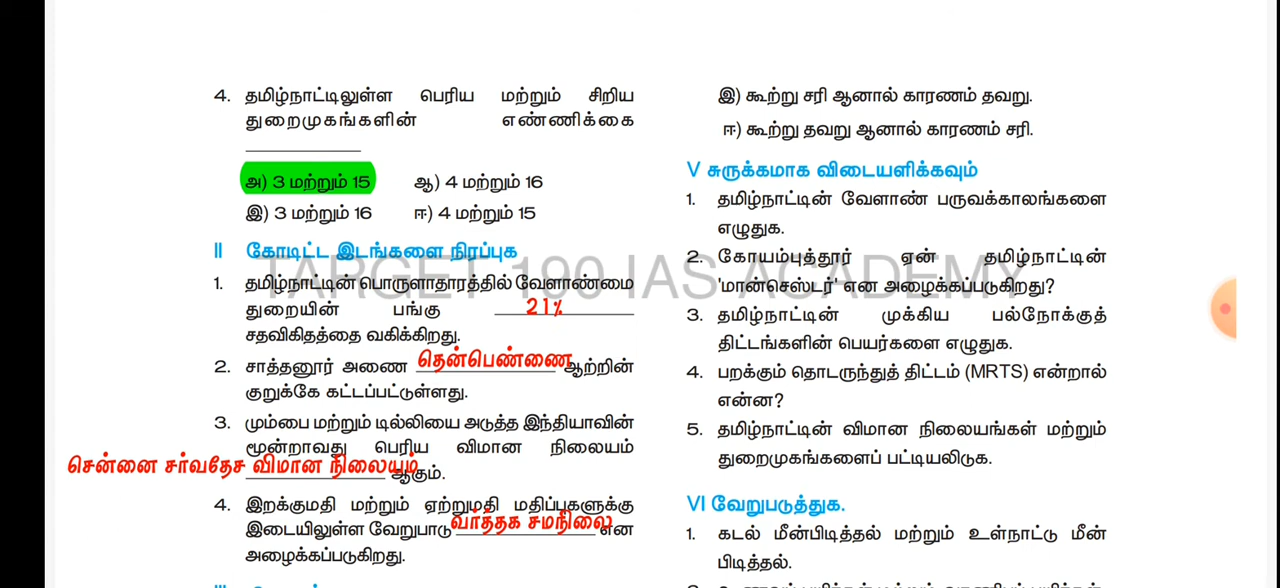 4. தமிழ்நாட்டிலுள்ள பெரிய மற்றும் சிறிய
துறைமுகங்களின் எண்ணிக்கை
____________
அ) 3 மற்றும் 15 ஆ) 4 மற்றும் 16
இ) 3 மற்றும் 16 ஈ) 4 மற்றும் 15
II கோடிட்ட இடங்களை நிரப்புக
TARGET 190 IAS ACADEMY
1. தமிழ்நாட்டின் பொருளாதாரத்தில் வேளாண்மை
துறையின் பங்கு 21%
சதவிகிதத்தை வகிக்கிறது.
2. சாத்தனூர் அணை தென்பெண்ணை ஆற்றின்
குறுக்கே கட்டப்பட்டுள்ளது.
3. மும்பை மற்றும் டில்லியை அடுத்த இந்தியாவின்
மூன்றாவது பெரிய விமான நிலையம்
சென்னை சர்வதேச விமான நிலையம் ஆகும்.
4. இறக்குமதி மற்றும் ஏற்றுமதி மதிப்புகளுக்கு
இடையிலுள்ள வேறுபாடு வர்த்தக சமநிலை என
அழைக்கப்படுகிறது.
இ) கூற்று சரி ஆனால் காரணம் தவறு.
ஈ) கூற்று தவறு ஆனால் காரணம் சரி.
V சுருக்கமாக விடையளிக்கவும்
1. தமிழ்நாட்டின் வேளாண் பருவக்காலங்களை
எழுதுக.
2. கோயம்புத்தூர் ஏன் தமிழ்நாட்டின்
'மான்செஸ்டர்' என அழைக்கப்படுகிறது?
3. தமிழ்நாட்டின் முக்கிய பல்நோக்குத்
திட்டங்களின் பெயர்களை எழுதுக.
4. பறக்கும் தொடருந்துத் திட்டம் (MRTS) என்றால்
என்ன?
5. தமிழ்நாட்டின் விமான நிலையங்கள் மற்றும்
துறைமுகங்களைப் பட்டியலிடுக.
VI வேறுபடுத்துக.
1. கடல் மீன்பிடித்தல் மற்றும் உள்நாட்டு மீன்
பிடித்தல்.